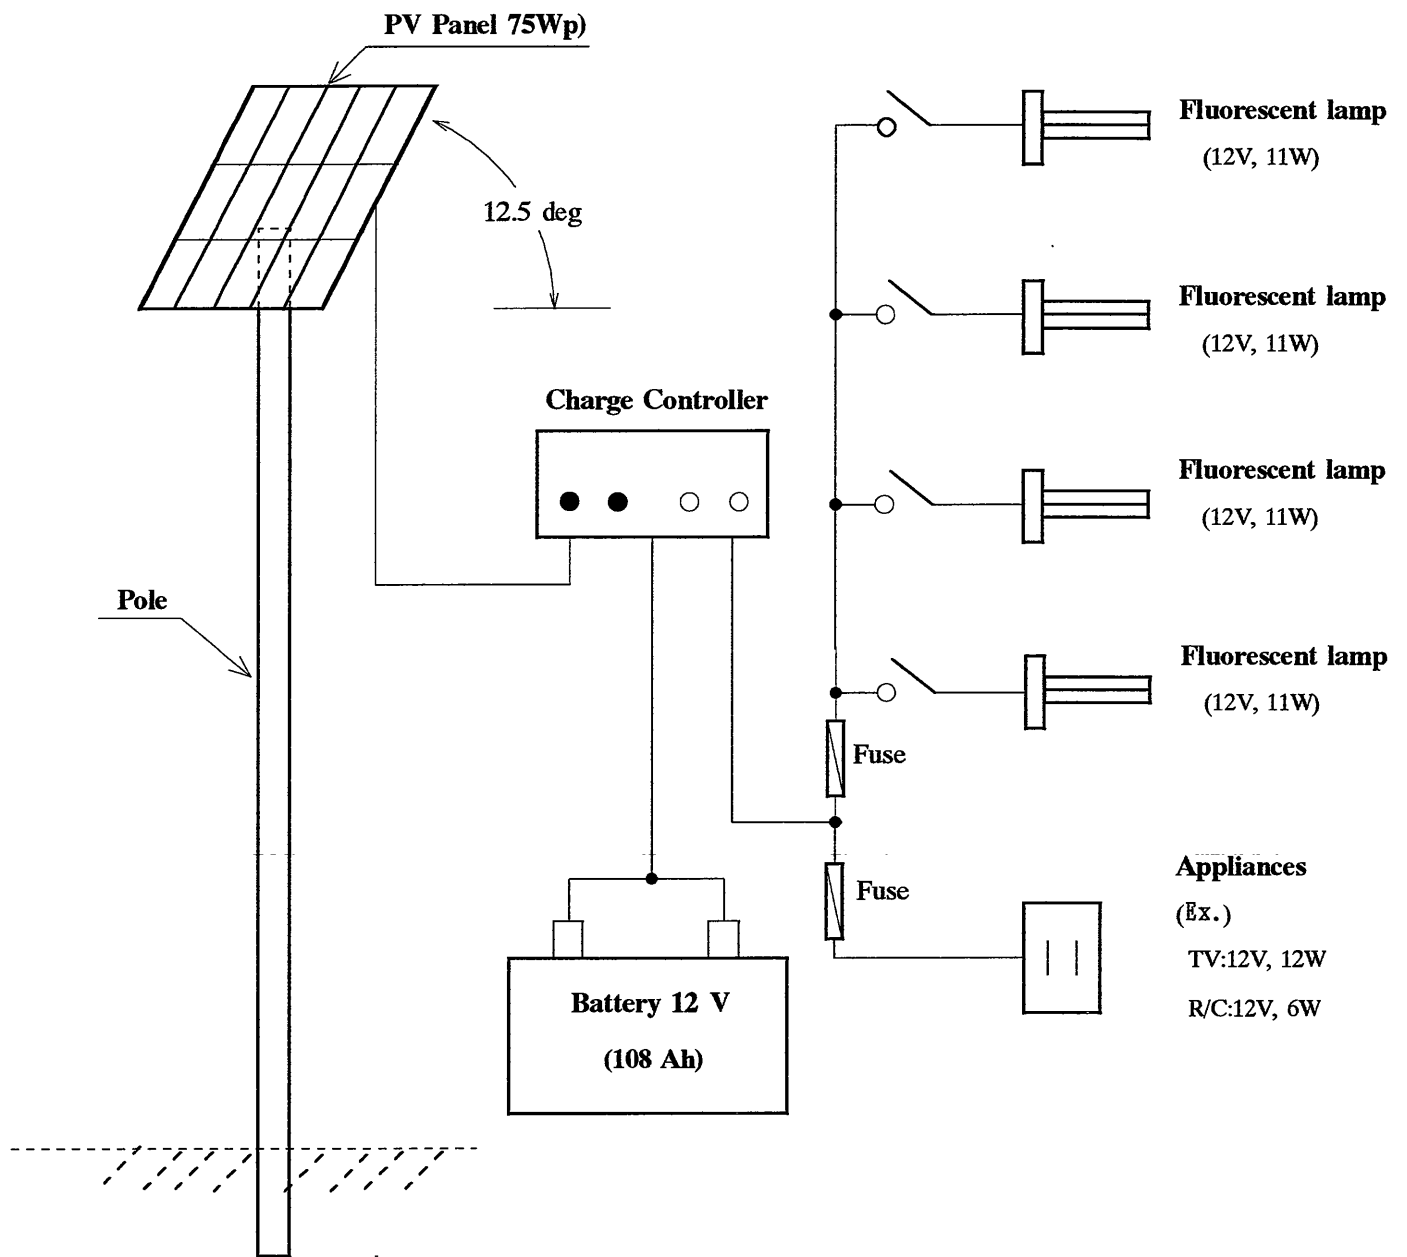 PV Panel 75Wp)
12.5 deg
Charge Controller
Pole
Fluorescent lamp
(12V, 11W)
Fluorescent lamp
(12V, 11W)
Fluorescent lamp
(12V, 11W)
Fluorescent lamp
(12V, 11W)
Fuse
Fuse
Appliances
(Ex.)
TV:12V, 12W
R/C:12V, 6W
Battery 12 V
(108 Ah)